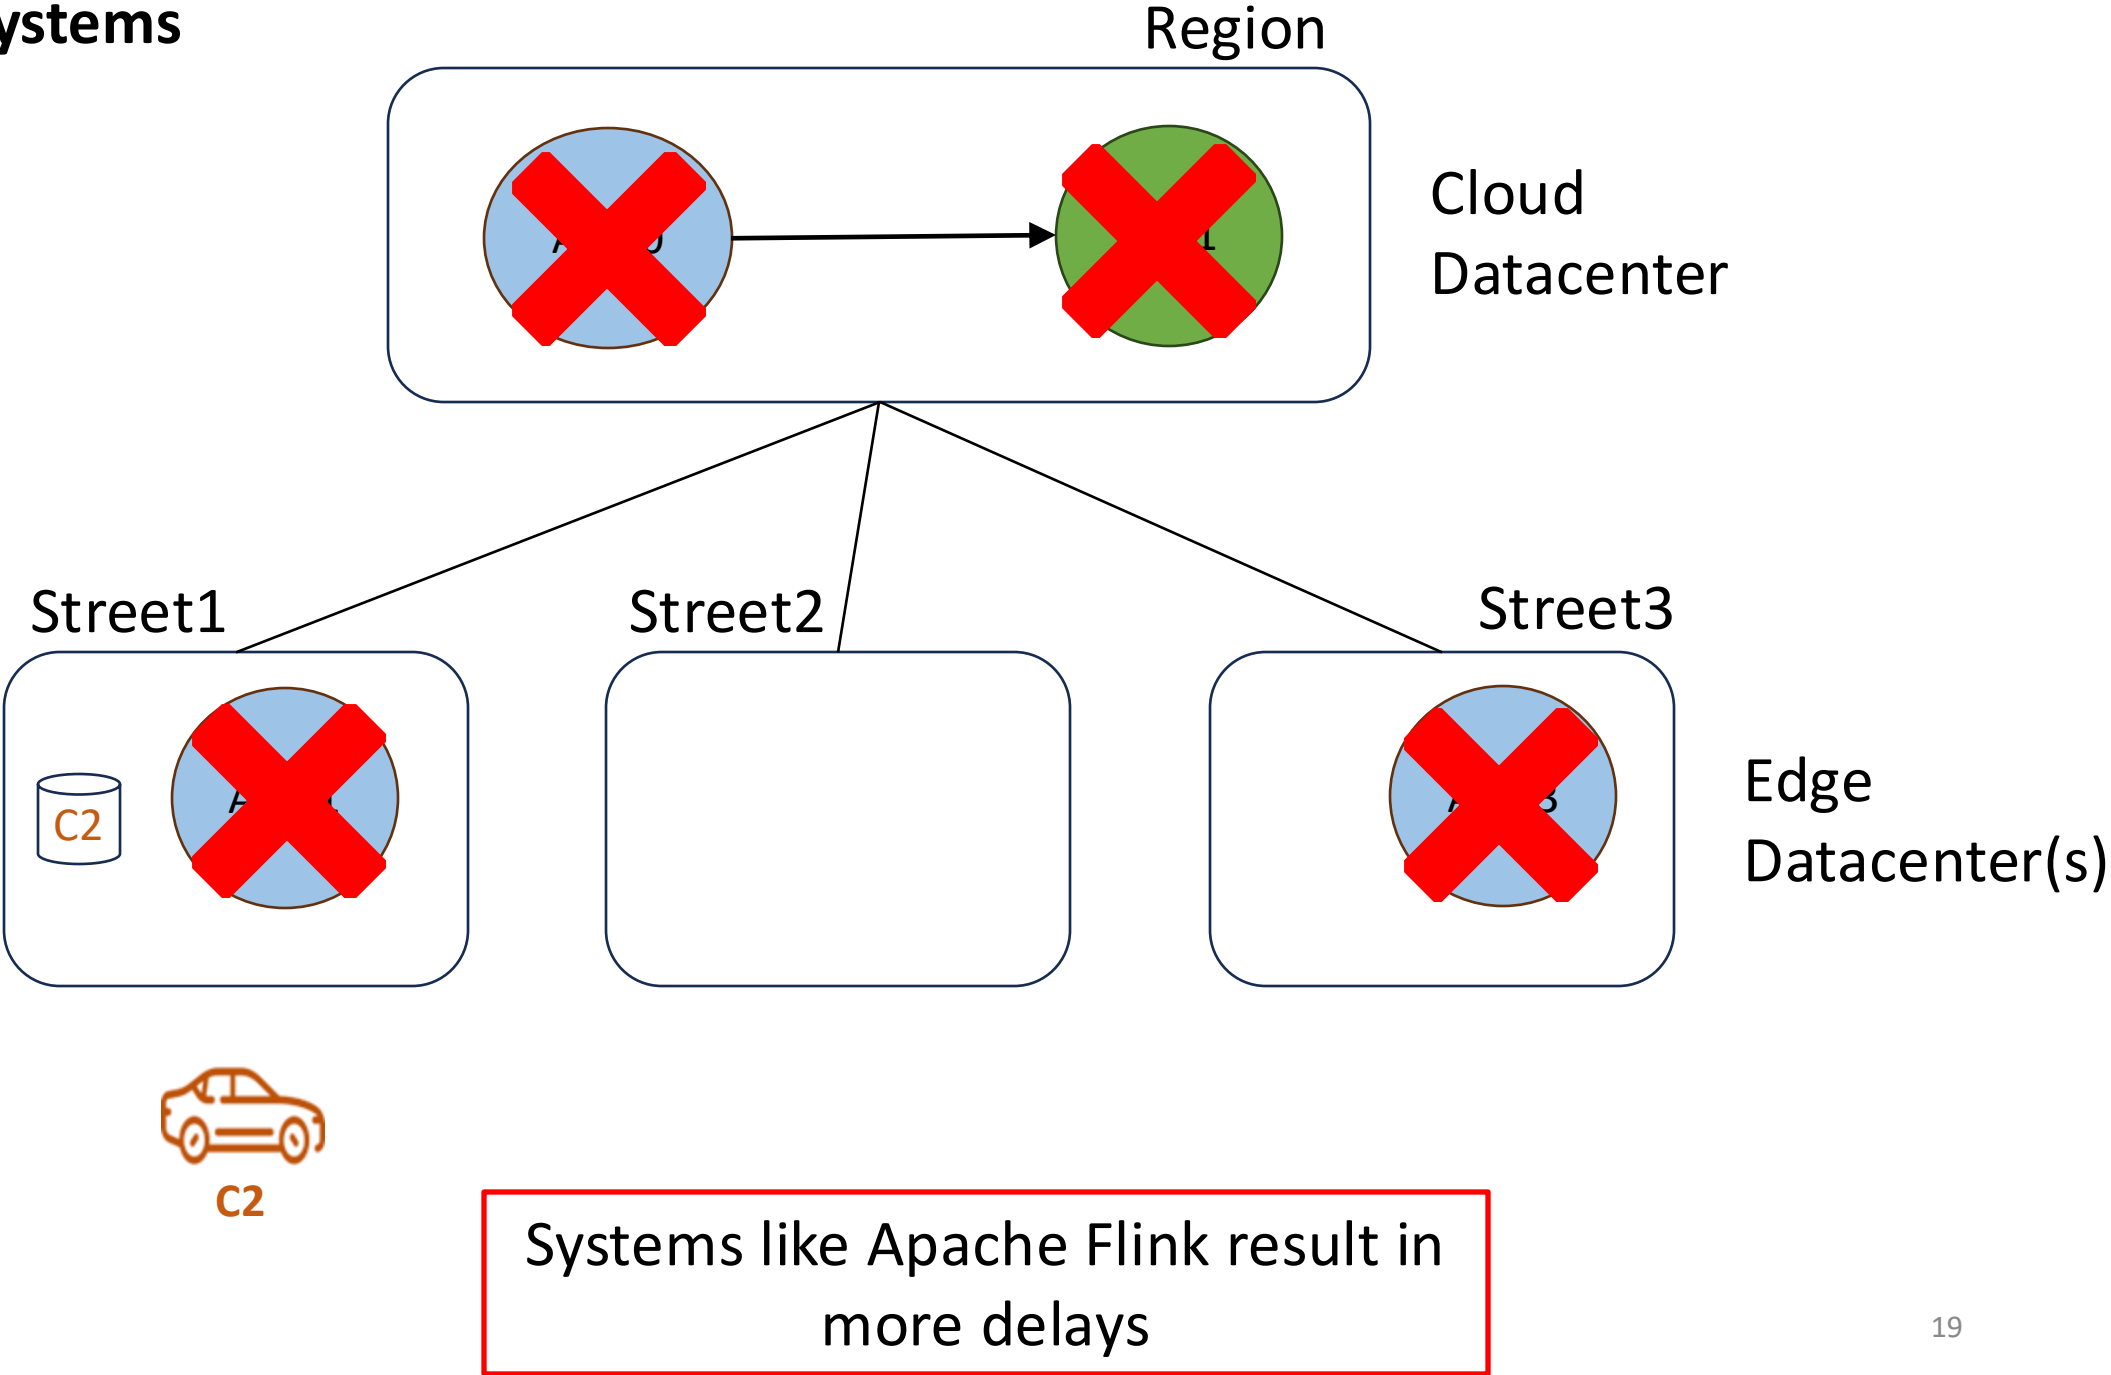 ystems
Region
Cloud
Datacenter
Street1
Street2
Street3
C2
Edge
Datacenter(s)
C2
Systems like Apache Flink result in
more delays
19